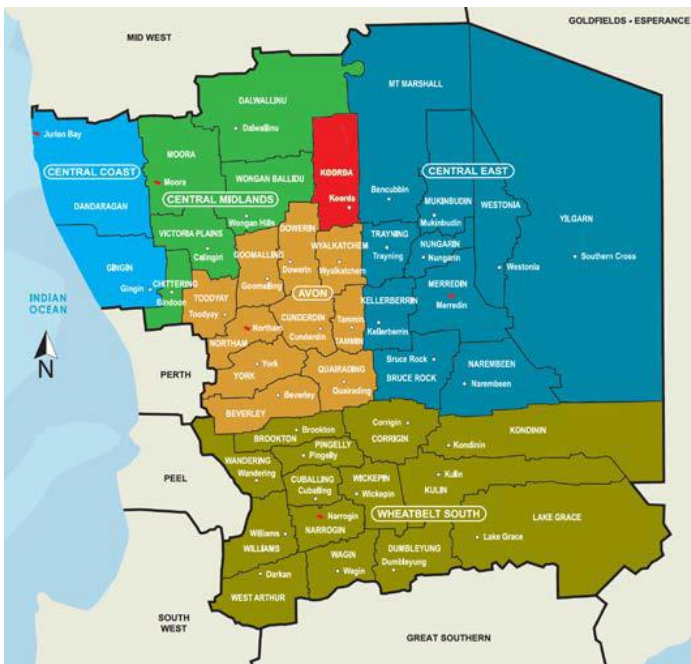 GOLDFIELDS - ESPERANCE
MID WEST
MT MARSHALL
DALWALLINU
Dalwallinu
Jurien Bay
MOORA
KOORDA
CENTRAL COAST
CENTRAL EAST
WONGAN BALLIDU
Moora
Bencubbin
CENTRAL MIDLANDS
MUKINBUDIN
WESTONIA
DANDARAGAN
Koorda
Wongan Hills
Mukinbudin
YILGARN
DOWERIN
VICTORIA PLAINS
TRAYNING
NUNGARIN
Calingiri
GOOMALLING
WYALKATCHEM
Trayning
Nungarin
Southern Cross
GINGIN
Dowerin
Wyalkatchem
Westonia
CHITTERING
Goomalling
MERREDIN
Gingin
AVON
INDIAN
OCEAN
Bindoon
TOODYAY
KELLERBERRIN
Merredin
Toodyay
CUNDERDIN
Tammin
Northam
Cunderdin
Kellerberrin
NORTHAM
TAMMIN
N
PERTH
York
Bruce Rock
YORK
QUAIRADING
BRUCE ROCK
NAREMBEEN
Quairading
Narembeen
Beverley
BEVERLEY
Brookton
Corrigin
KONDININ
BROOKTON
CORRIGIN
PINGELLY
Kondinin
Pingelly
WANDERING
PEEL
Wandering
CUBALLING
WICKEPIN
Kulin
Cuballing
Wickepin
KULIN
Narrogin
WHEATBELT SOUTH
LAKE GRACE
NARROGIN
Williams
Lake Grace
WILLIAMS
WAGIN
DUMBLEYUNG
Darkan
Wagin
Dumbleyung
WEST ARTHUR
SOUTH
WEST
GREAT SOUTHERN